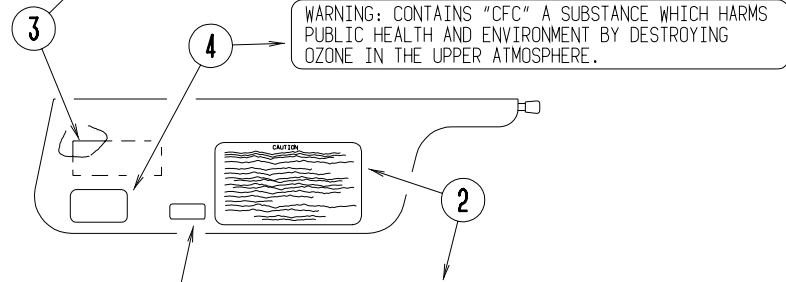 WARNING: CONTAINS "CFC" A SUBSTANCE WHICH HARMS
PUBLIC HEALTH AND ENVIRONMENT BY DESTROYING
OZONE IN THE UPPER ATMOSPHERE.
3
4
CAUTION
2